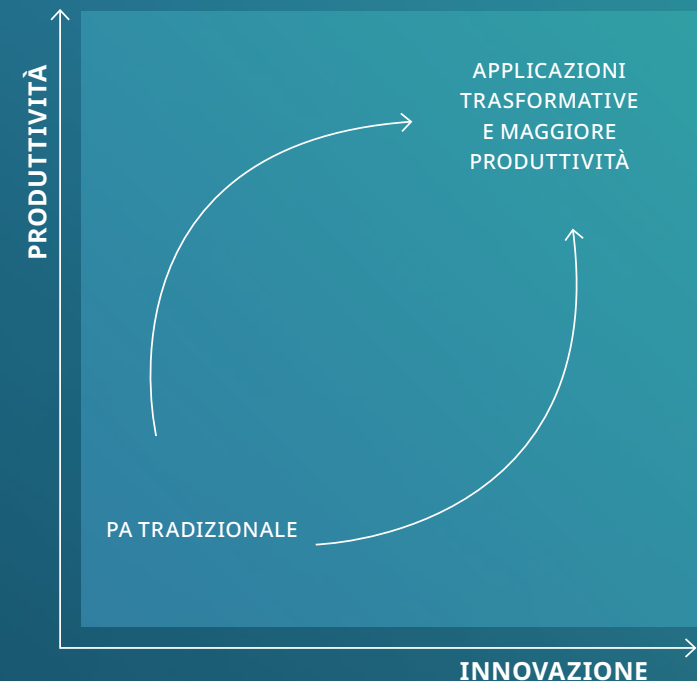 PRODUTTIVITÀ
APPLICAZIONI
TRASFORMATIVE
E MAGGIORE
PRODUTTIVITÀ
PA TRADIZIONALE
INNOVAZIONE